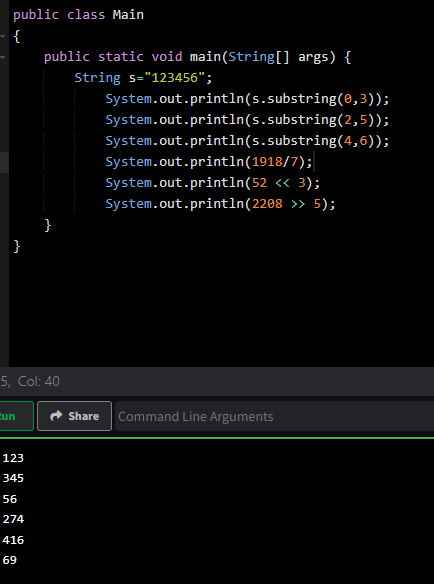 public class Main
{
public static void main(String[] args) {
String s="123456";
System.out.println(s.substring(0,3));
System.out.println(s.substring(2,5));
System.out.println(s.substring(4,6));
System.out.println(1918/7);
System.out.println(52 << 3);
System.out.println(2208 >> 5);
}
}
5, Col: 40
un Share Command Line Arguments
123
345
56
274
416
69